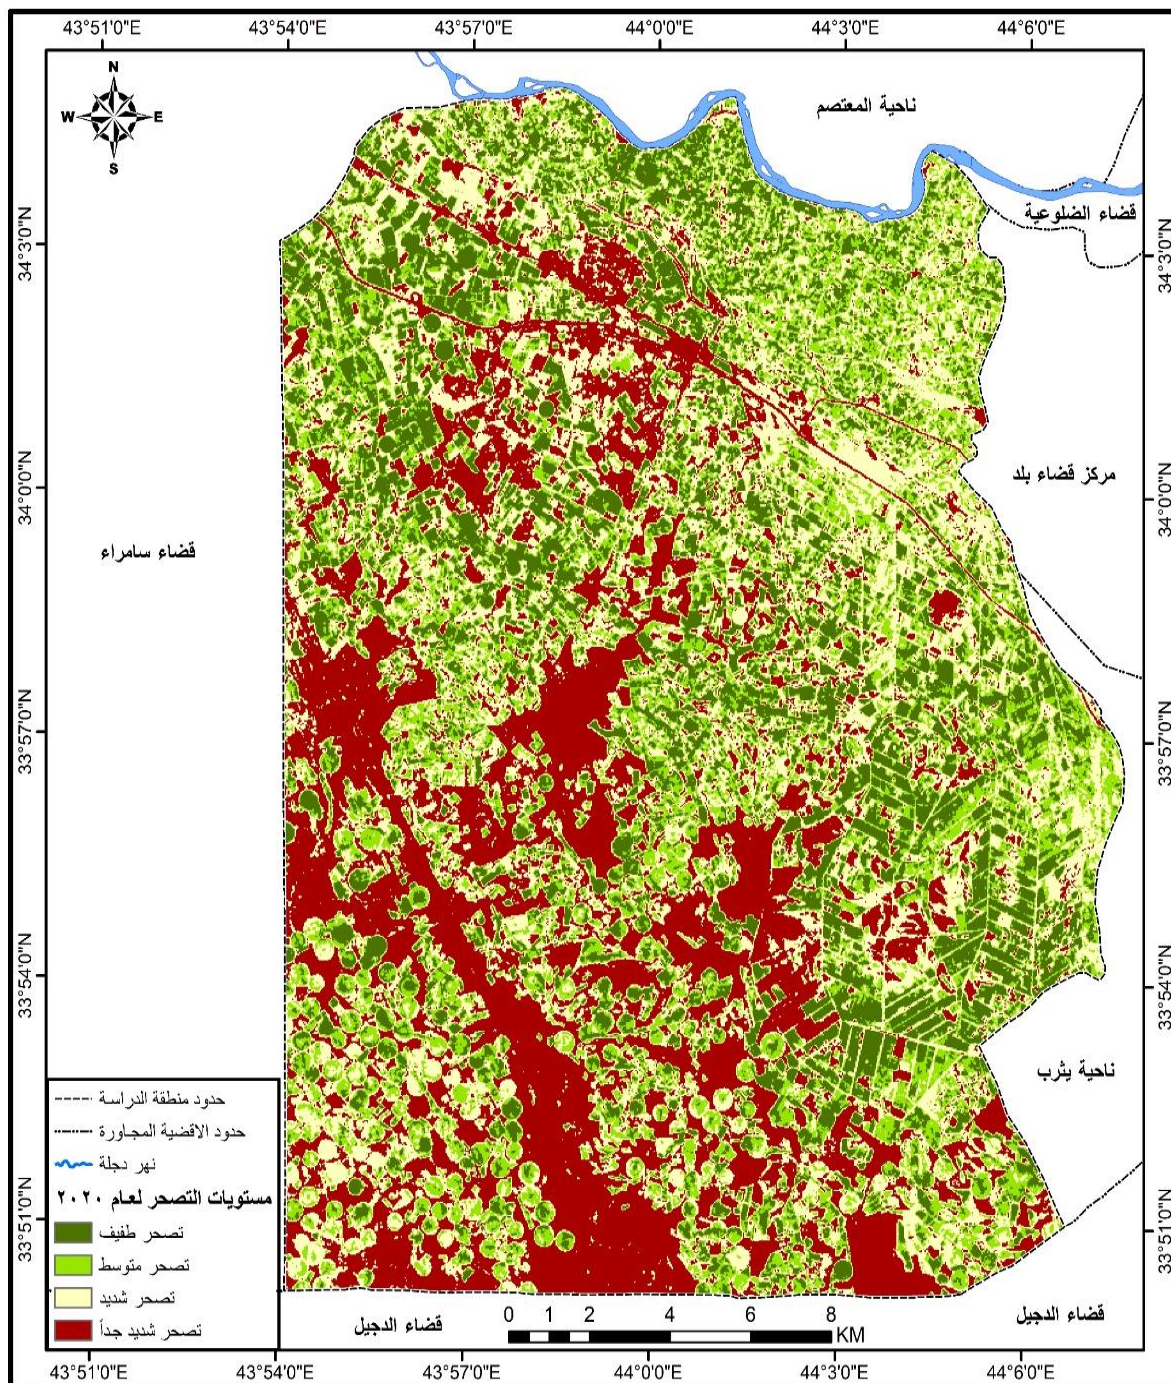 43°51'0"E 43°54'0"E 43°57'0"E 44°0'0"E 44°3'0"E 44°6'0"E
N
W E
S
ناحية المعتصم
قضاء الضلوعية
34°3'0"N 34°3'0"N
34°0'0"N 34°0'0"N
مركز قضاء بلد
قضاء سامراء
33°57'0"N 33°57'0"N
33°54'0"N 33°54'0"N
ناحية يثرب
حدود منطقة الدراسة
حدود الاقضية المجاورة
نهر دجلة
مستويات التصحر لعام ٢٠٢٠
تصحر طفيف
تصحر متوسط
تصحر شديد
تصحر شديد جداً
33°51'0"N 33°51'0"N
قضاء الدجيل
قضاء الدجيل
0 1 2 4 6 8
KM
43°51'0"E 43°54'0"E 43°57'0"E 44°0'0"E 44°3'0"E 44°6'0"E